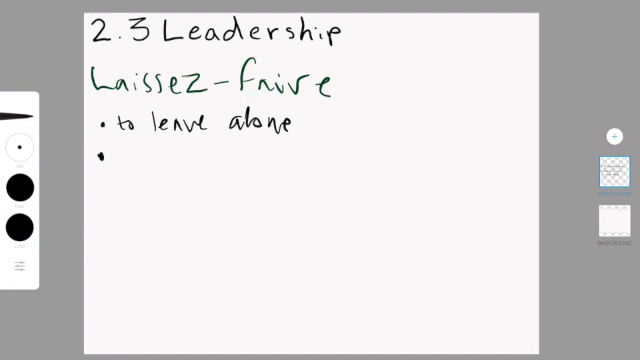 2.3 Leadership
Laissez-faire
• to leave alone
•